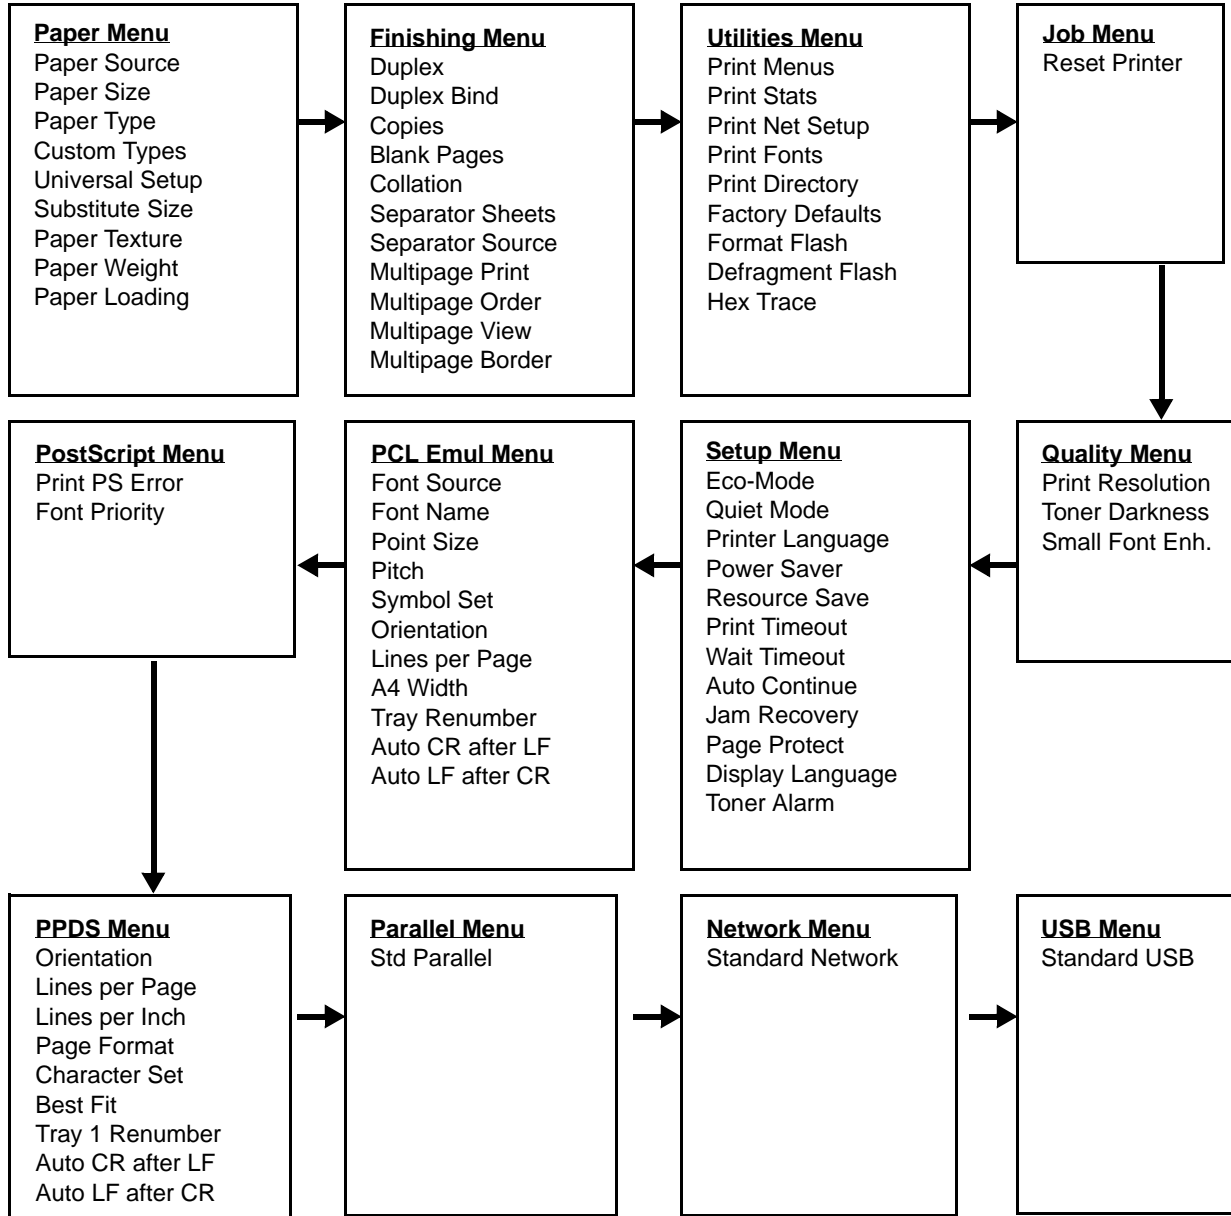 Paper Menu
Paper Source
Paper Size
Paper Type
Custom Types
Universal Setup
Substitute Size
Paper Texture
Paper Weight
Paper Loading
Finishing Menu
Duplex
Duplex Bind
Copies
Blank Pages
Collation
Separator Sheets
Separator Source
Multipage Print
Multipage Order
Multipage View
Multipage Border
Utilities Menu
Print Menus
Print Stats
Print Net Setup
Print Fonts
Print Directory
Factory Defaults
Format Flash
Defragment Flash
Hex Trace
Job Menu
Reset Printer
Quality Menu
Print Resolution
Toner Darkness
Small Font Enh.
Setup Menu
Eco-Mode
Quiet Mode
Printer Language
Power Saver
Resource Save
Print Timeout
Wait Timeout
Auto Continue
Jam Recovery
Page Protect
Display Language
Toner Alarm
PCL Emul Menu
Font Source
Font Name
Point Size
Pitch
Symbol Set
Orientation
Lines per Page
A4 Width
Tray Renumber
Auto CR after LF
Auto LF after CR
PostScript Menu
Print PS Error
Font Priority
PPDS Menu
Orientation
Lines per Page
Lines per Inch
Page Format
Character Set
Best Fit
Tray 1 Renumber
Auto CR after LF
Auto LF after CR
Parallel Menu
Std Parallel
Network Menu
Standard Network
USB Menu
Standard USB